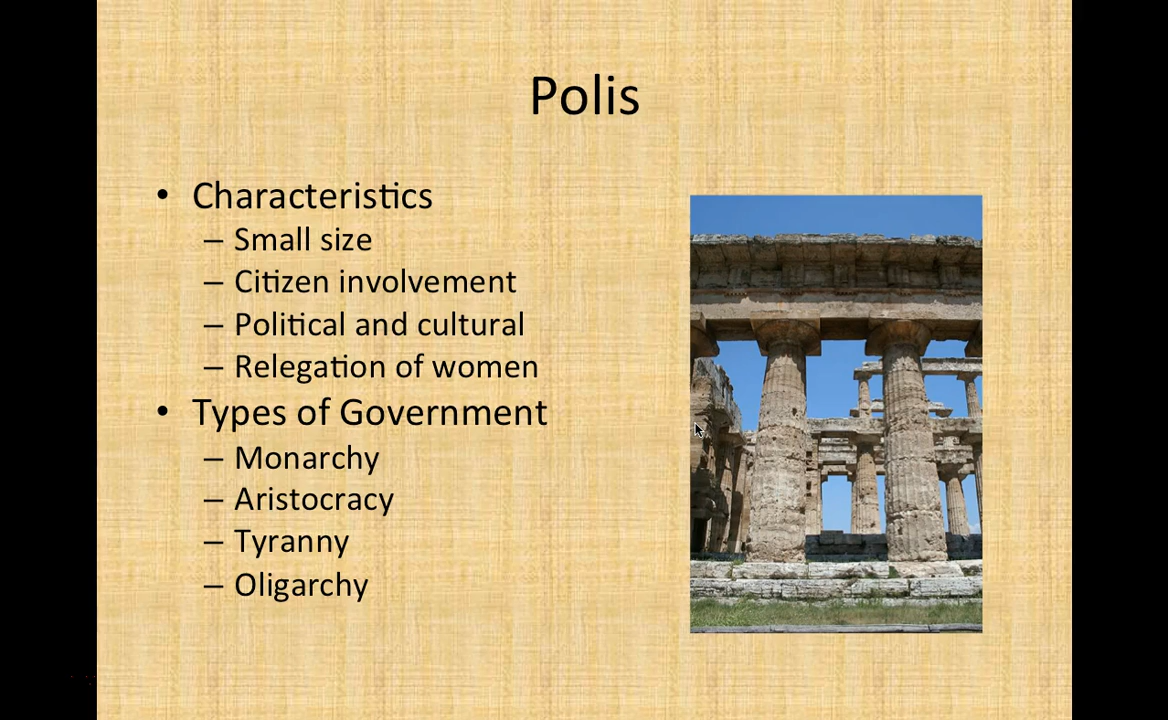 Polis
• Characteristics
– Small size
– Citizen involvement
– Political and cultural
– Relegation of women
• Types of Government
– Monarchy
– Aristocracy
– Tyranny
– Oligarchy